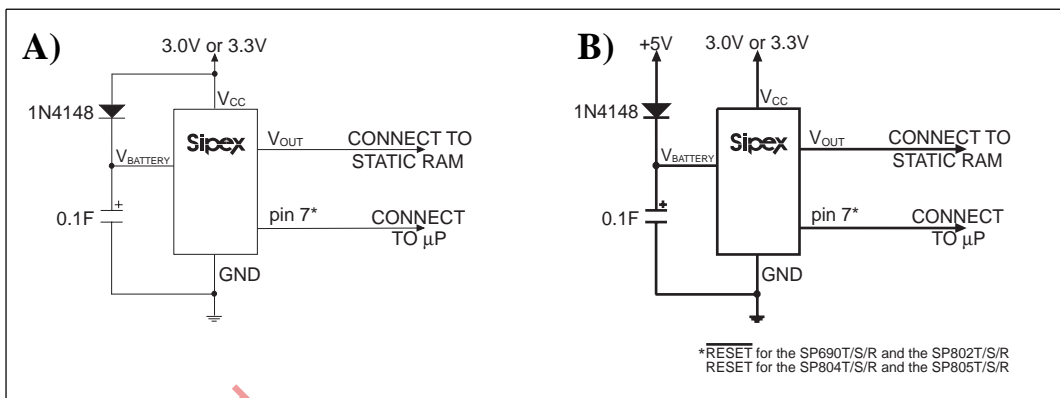 A)
3.0V or 3.3V
1N4148
VCC
Sipex
VOUT
CONNECT TO
STATIC RAM
VBATTERY
+
0.1F
pin 7*
CONNECT
TO µP
GND
B)
+5V
3.0V or 3.3V
1N4148
VCC
Sipex
VOUT
CONNECT TO
STATIC RAM
VBATTERY
+
0.1F
pin 7*
CONNECT
TO µP
GND
*RESET for the SP690T/S/R and the SP802T/S/R
RESET for the SP804T/S/R and the SP805T/S/R